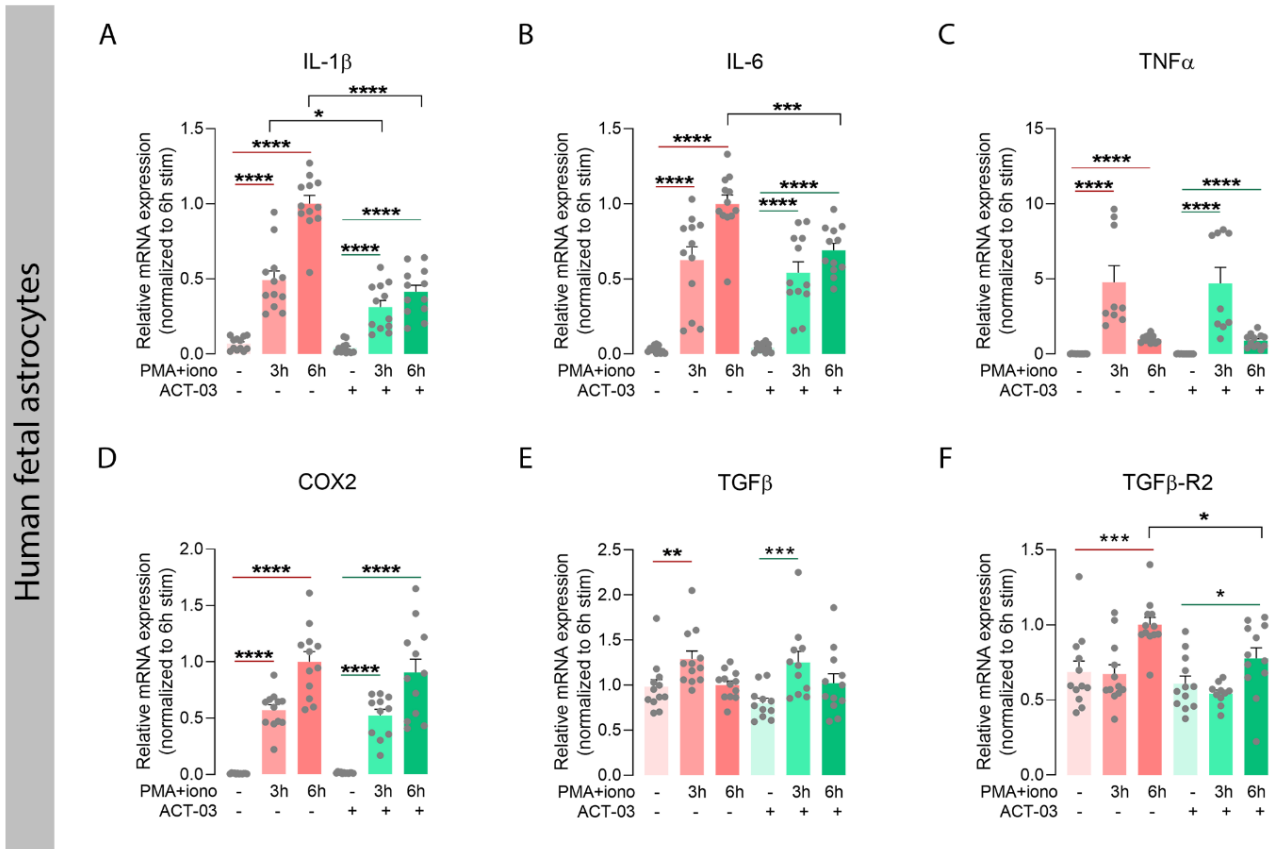 Human fetal astrocytes
A
IL-1β
**** 
*
****
****
****
****
Relative mRNA expression
(normalized to 6h stim)
1.5
1.0
0.5
0.0
PMA+iono - 3h 6h - 3h 6h
ACT-03 - - - + + +
B
IL-6
***
****
****
****
****
Relative mRNA expression
(normalized to 6h stim)
1.5
1.0
0.5
0.0
PMA+iono - 3h 6h - 3h 6h
ACT-03 - - - + + +
C
TNFα
****
****
****
****
Relative mRNA expression
(normalized to 6h stim)
15
10
5
0
PMA+iono - 3h 6h - 3h 6h
ACT-03 - - - + + +
D
COX2
**** ****
**** ****
Relative mRNA expression
(normalized to 6h stim)
2.0
1.5
1.0
0.5
0.0
PMA+iono - 3h 6h - 3h 6h
ACT-03 - - - + + +
E
TGFβ
** ***
Relative mRNA expression
(normalized to 6h stim)
2.5
2.0
1.5
1.0
0.5
0.0
PMA+iono - 3h 6h - 3h 6h
ACT-03 - - - + + +
F
TGFβ-R2
*
***
*
Relative mRNA expression
(normalized to 6h stim)
1.5
1.0
0.5
0.0
PMA+iono - 3h 6h - 3h 6h
ACT-03 - - - + + +